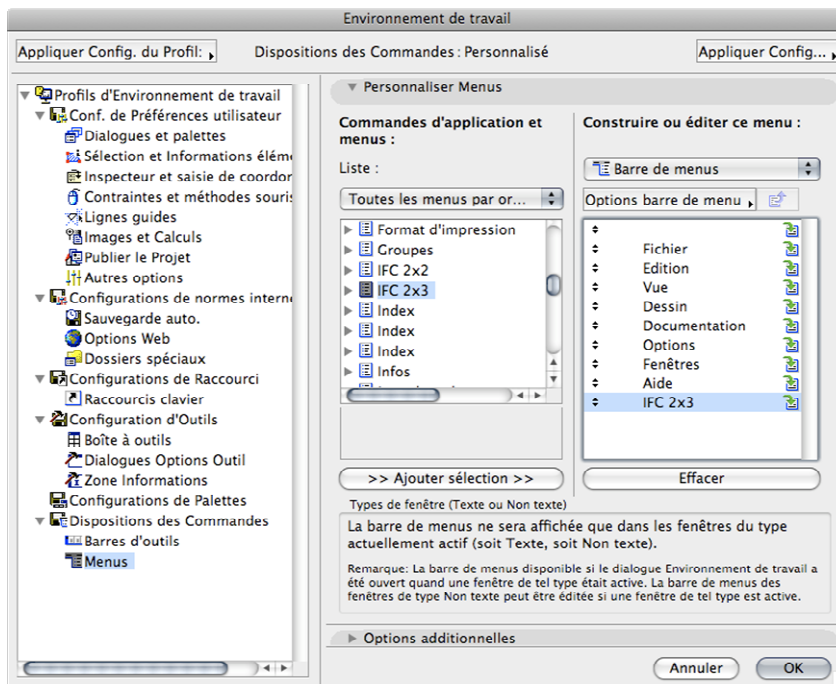 Environnement de travail
Appliquer Config. du Profil:
Dispositions des Commandes : Personnalisé
Appliquer Config...
Profils d'Environnement de travail
Conf. de Préférences utilisateur
Dialogues et palettes
Sélection et Informations élém
Inspecteur et saisie de coordor
Contraintes et méthodes souris
Lignes guides
Images et Calculs
Publier le Projet
Autres options
Configurations de normes interne
Sauvegarde auto.
Options Web
Dossiers spéciaux
Configurations de Raccourci
Raccourcis clavier
Configuration d'Outils
Boîte à outils
Dialogues Options Outil
Zone Informations
Configurations de Palettes
Dispositions des Commandes
Barres d'outils
Menus
Personnaliser Menus
Commandes d'application et
menus :
Liste :
Toutes les menus par or...
Format d'impression
Groupes
IFC 2x2
IFC 2x3
Index
Index
Index
Infos
>> Ajouter sélection >>
Construire ou éditer ce menu :
Barre de menus
Options barre de menu
Fichier
Edition
Vue
Dessin
Documentation
Options
Fenêtres
Aide
IFC 2x3
Effacer
Types de fenêtre (Texte ou Non texte)
La barre de menus ne sera affichée que dans les fenêtres du type
actuellement actif (soit Texte, soit Non texte).
Remarque: La barre de menus disponible si le dialogue Environnement de travail a
été ouvert quand une fenêtre de tel type était active. La barre de menus des
fenêtres de type Non texte peut être éditée si une fenêtre de tel type est active.
Options additionnelles
Annuler
OK